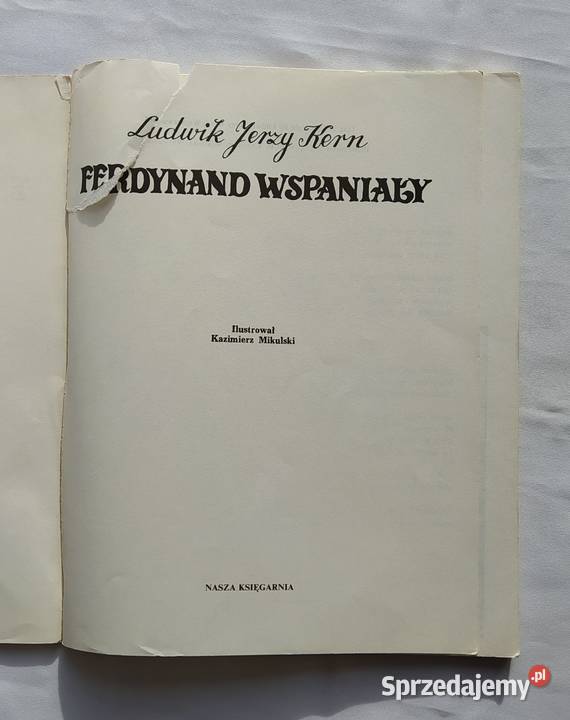 Ludwik Jerzy Kern
FERDYNAND WSPANIAŁY
Ilustrował
Kazimierz Mikulski
NASZA KSIĘGARNIA
Sprzedajemy.pl